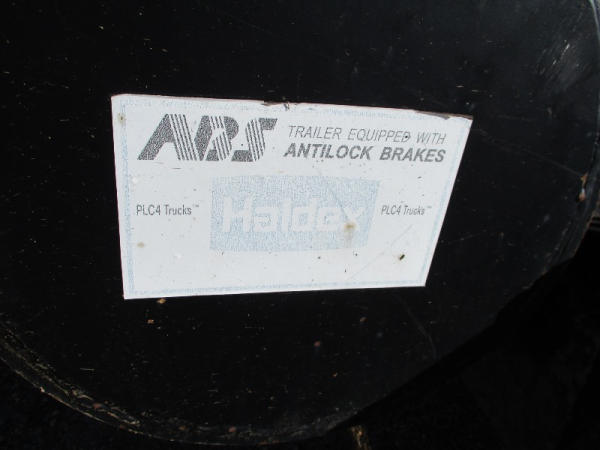 ABS TRAILER EQUIPPED WITH
ANTILOCK BRAKES
PLC4 Trucks™ Haldex PLC4 Trucks™